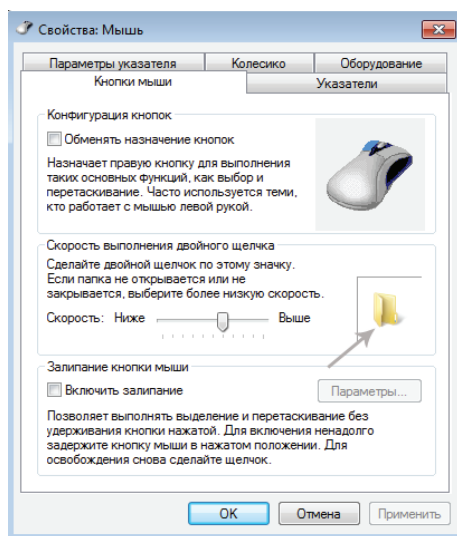 Свойства: Мышь
Параметры указателя
Колесико
Оборудование
Кнопки мыши
Указатели
Конфигурация кнопок
Обменять назначение кнопок
Назначает правую кнопку для выполнения
таких основных функций, как выбор и
перетаскивание. Часто используется теми,
кто работает с мышью левой рукой.
Скорость выполнения двойного щелчка
Сделайте двойной щелчок по этому значку.
Если папка не открывается или не
закрывается, выберите более низкую скорость.
Скорость: Ниже Выше
Залипание кнопки мыши
Включить залипание
Параметры...
Позволяет выполнять выделение и перетаскивание без
удерживания кнопки нажатой. Для включения ненадолго
задержите кнопку мыши в нажатом положении. Для
освобождения снова сделайте щелчок.
OK
Отмена
Применить